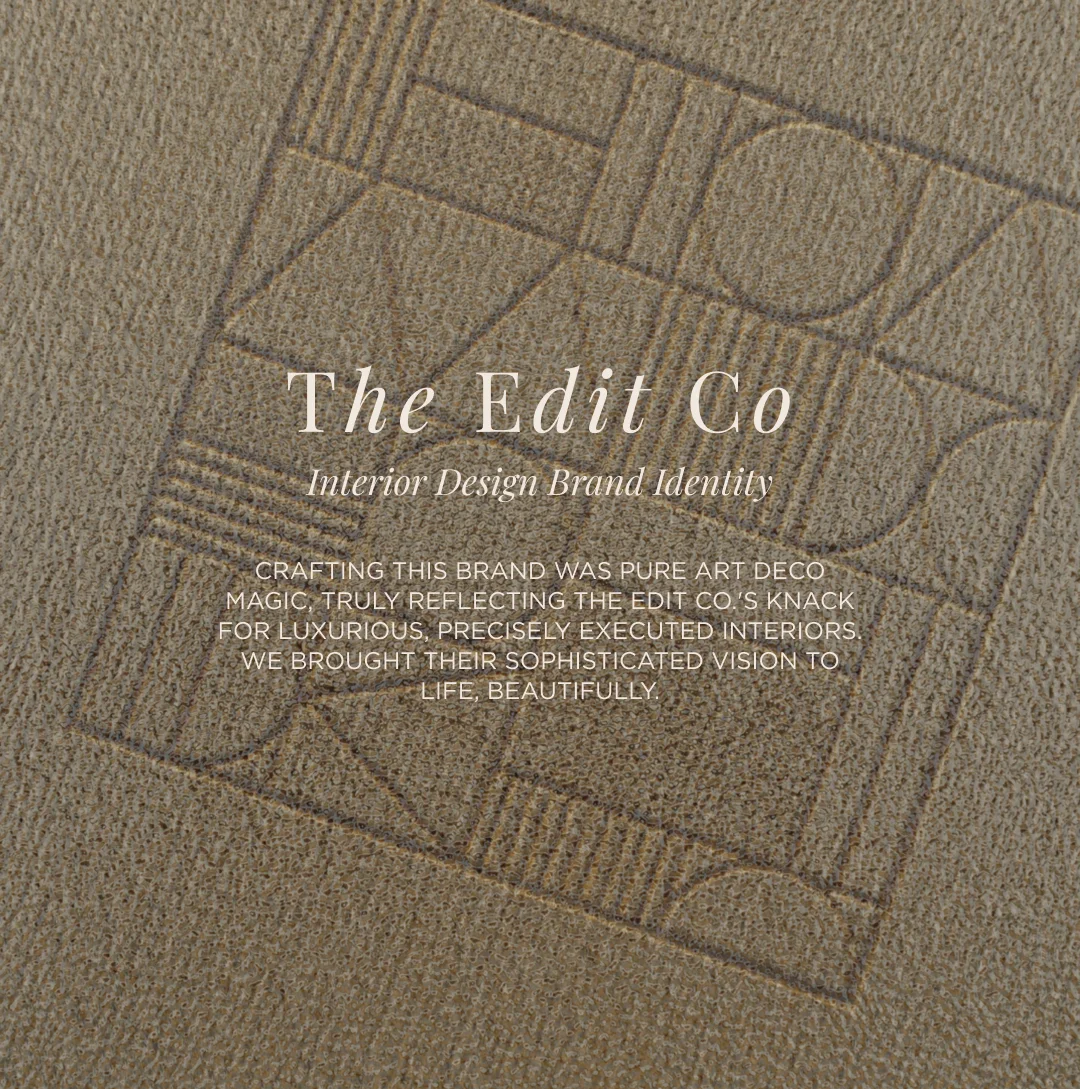 The Edit Co
Interior Design Brand Identity
CRAFTING THIS BRAND WAS PURE ART DECO
MAGIC, TRULY REFLECTING THE EDIT CO.'S KNACK
FOR LUXURIOUS, PRECISELY EXECUTED INTERIORS.
WE BROUGHT THEIR SOPHISTICATED VISION TO
LIFE, BEAUTIFULLY.